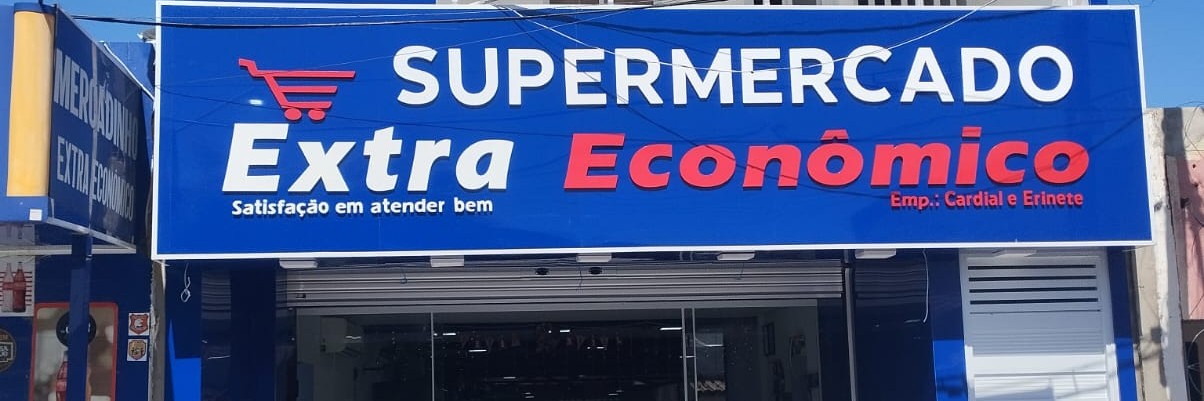 SUPERMERCADO
Extra Econômico
Satisfação em atender bem
Emp.: Cardial e Erinete
MERCADINHO
EXTRA ECONÔMICO